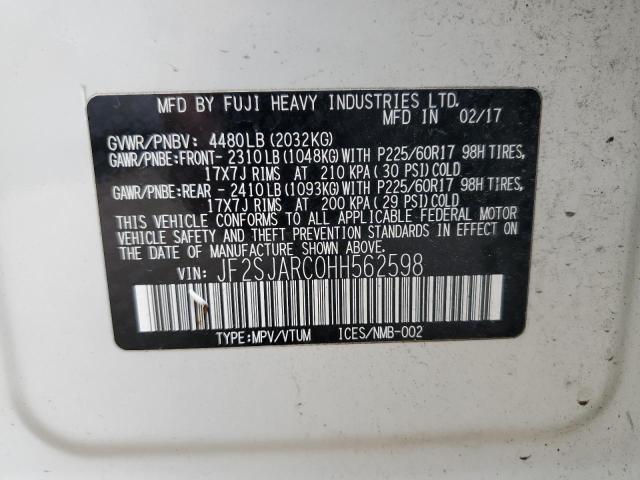 MFD BY FUJI HEAVY INDUSTRIES LTD.
MFD IN 02/17
GVWR/PNBV: 4480LB(2032KG)
GAWR/PNBE:FRONT- 2310LB(1048KG)WITH P225/60R17 98H TIRES,
17X7J RIMS AT 210 KPA( 30 PSI)COLD
GAWR/PNBE:REAR - 2410LB(1093KG)WITH P225/60R17 98H TIRES,
17X7J RIMS AT 200 KPA( 29 PSI)COLD
THIS VEHICLE CONFORMS TO ALL APPLICABLE FEDERAL MOTOR
VEHICLE SAFETY AND THEFT PREVENTION STANDARDS IN EFFECT ON
THE DATE OF MANUFACTURE SHOWN ABOVE.
VIN: JF2SJARC0HH562598
TYPE:MPV/VTUM ICES/NMB-002